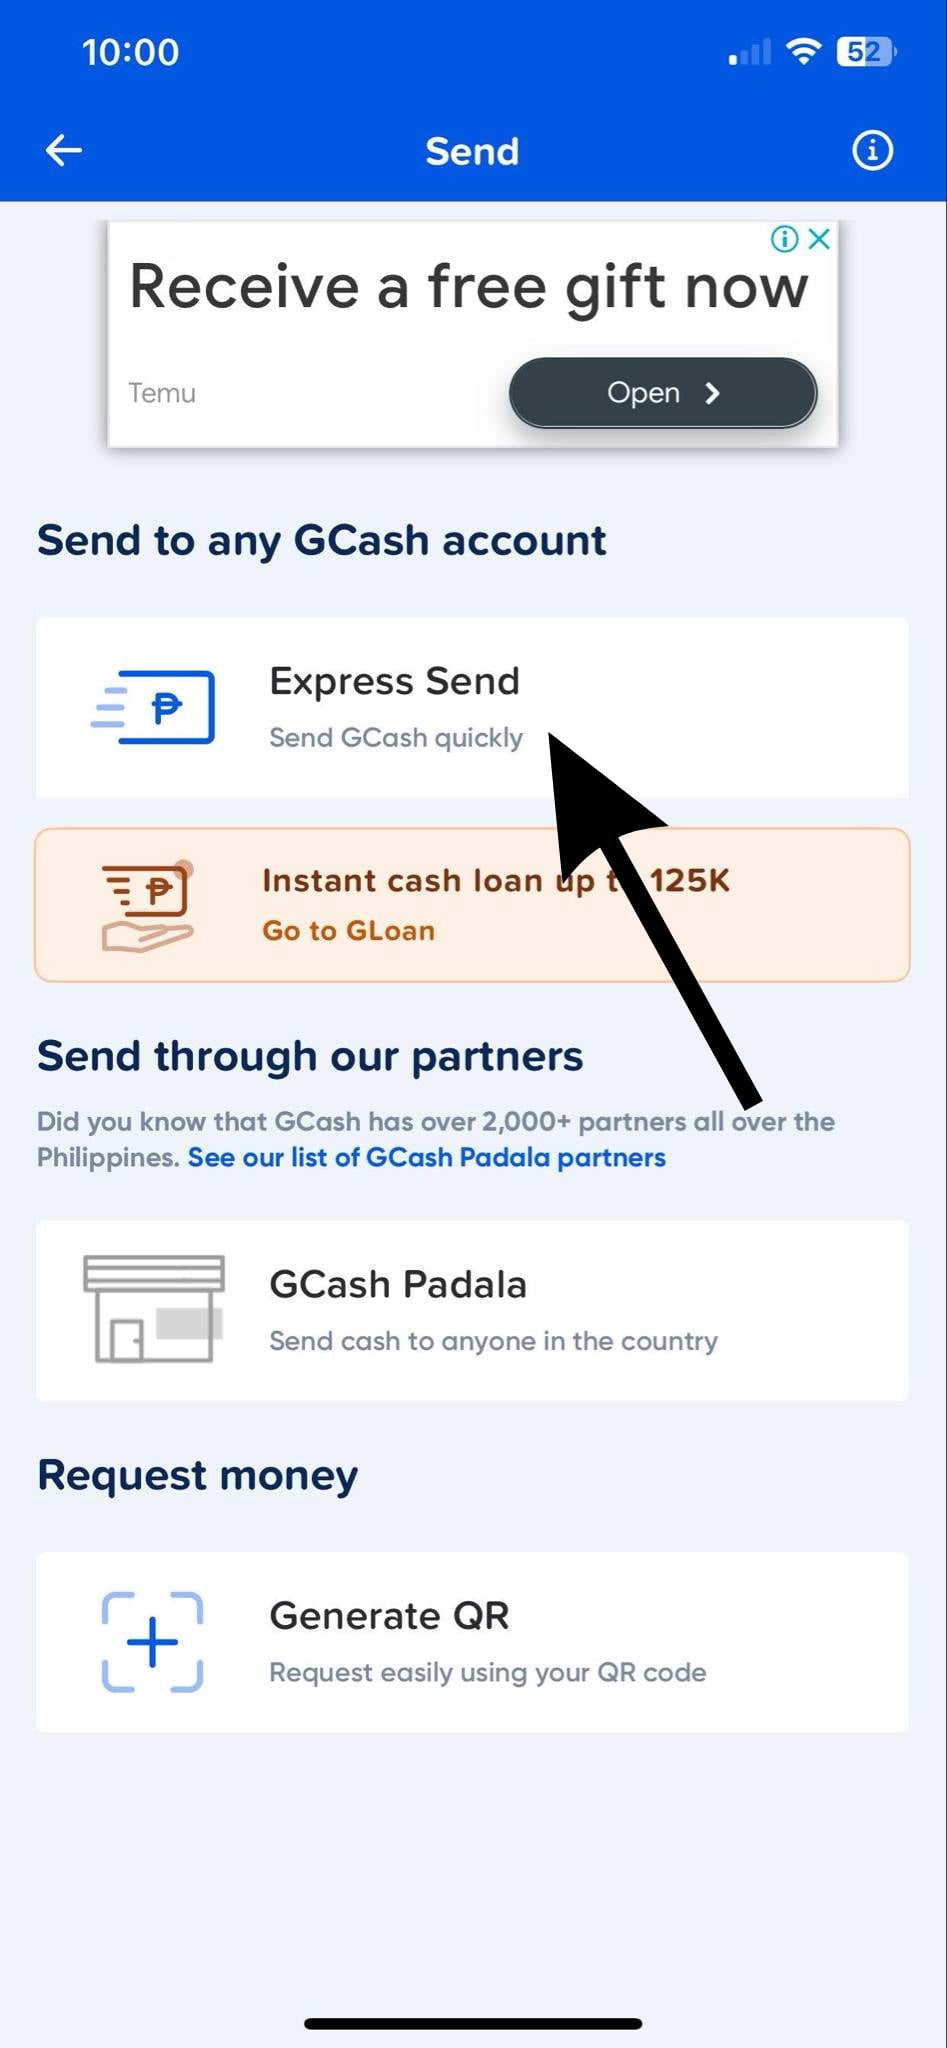 10:00
52
Send
Receive a free gift now
Temu
Open
Send to any GCash account
Express Send
Send GCash quickly
Instant cash loan up 125K
Go to GLoan
Send through our partners
Did you know that GCash has over 2,000+ partners all over the
Philippines. See our list of GCash Padala partners
GCash Padala
Send cash to anyone in the country
Request money
Generate QR
Request easily using your QR code